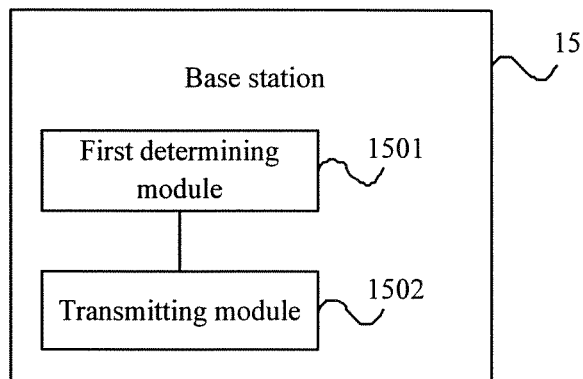 15
Base station
First determining
module
1501
Transmitting module
1502